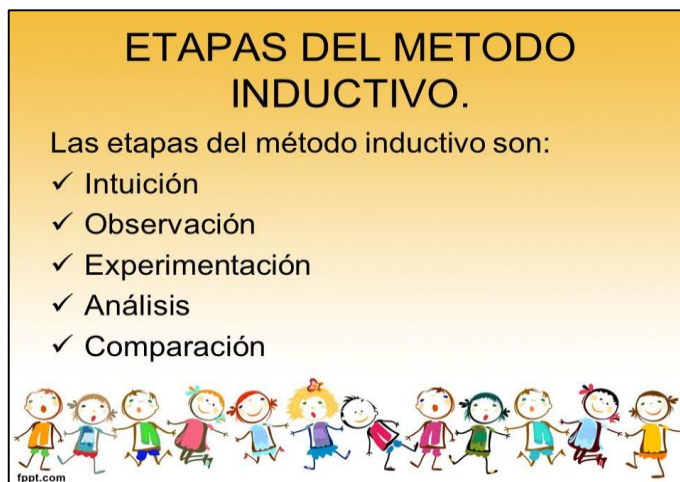 ETAPAS DEL METODO
INDUCTIVO.
Las etapas del método inductivo son:
✓ Intuición
✓ Observación
✓ Experimentación
✓ Análisis
✓ Comparación
fppt.com